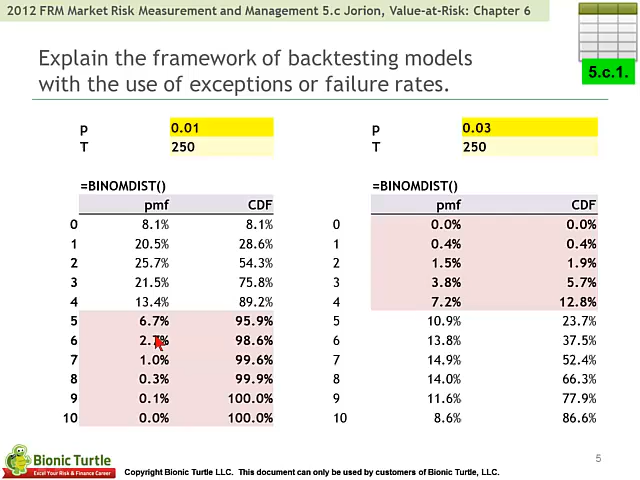 2012 FRM Market Risk Measurement and Management 5.c Jorion, Value-at-Risk: Chapter 6
Explain the framework of backtesting models
with the use of exceptions or failure rates.
5.c.1.
p 0.01
T 250
=BINOMDIST()
pmf CDF
0 8.1% 8.1%
1 20.5% 28.6%
2 25.7% 54.3%
3 21.5% 75.8%
4 13.4% 89.2%
5 6.7% 95.9%
6 2.7% 98.6%
7 1.0% 99.6%
8 0.3% 99.9%
9 0.1% 100.0%
10 0.0% 100.0%
p 0.03
T 250
=BINOMDIST()
pmf CDF
0 0.0% 0.0%
1 0.4% 0.4%
2 1.5% 1.9%
3 3.8% 5.7%
4 7.2% 12.8%
5 10.9% 23.7%
6 13.8% 37.5%
7 14.9% 52.4%
8 14.0% 66.3%
9 11.6% 77.9%
10 8.6% 86.6%
5
Bionic Turtle
Excel Your Risk & Finance Career
Copyright Bionic Turtle LLC. This document can only be used by customers of Bionic Turtle, LLC.